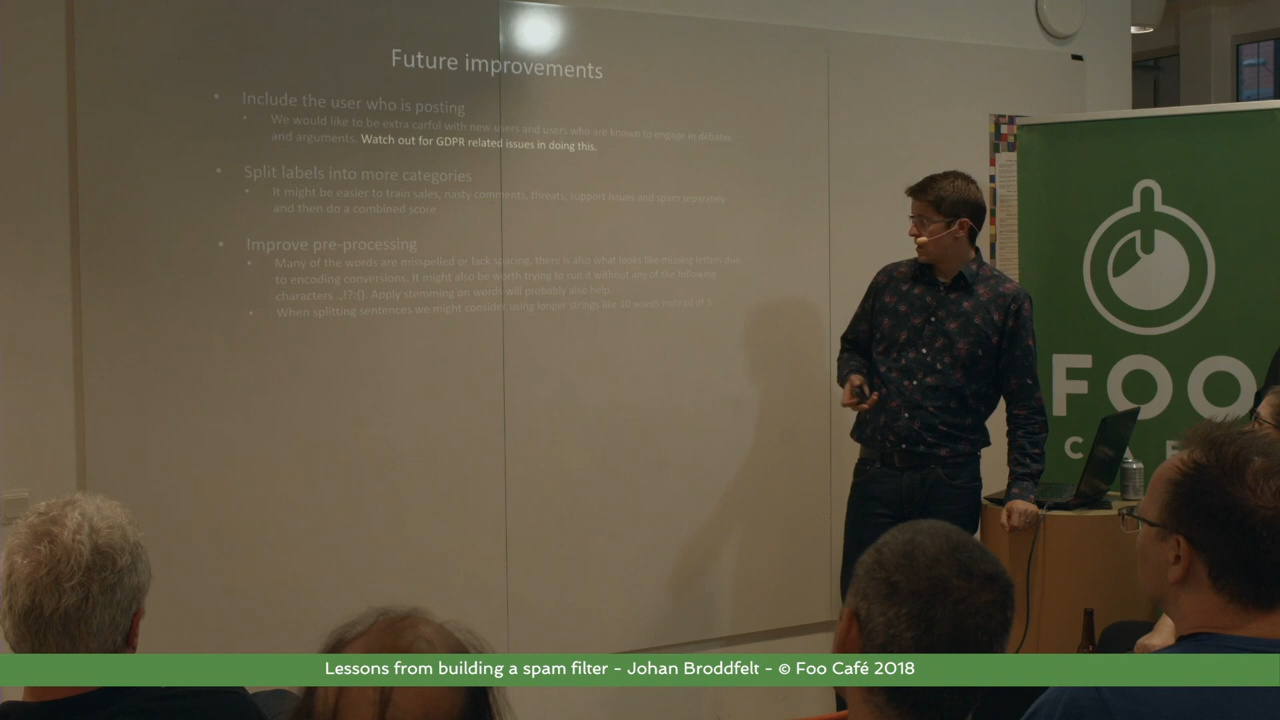 Future improvements
• Include the user who is posting
• We would like to be extra carful with new users and users who are known to engage in debates
and arguments. Watch out for GDPR related issues in doing this.
• Split labels into more categories
• It might be easier to train sales, nasty comments, threats, support issues and spam separately
and then do a combined score
• Improve pre-processing
• Many of the words are misspelled or lack spacing, there is also what looks like missing letters due
to encoding conversions. It might also be worth trying to run it without any of the following
characters .,!?:(). Apply stemming on words will probably also help.
• When splitting sentences we might consider using longer strings like 10 words instead of 5
FOO
Lessons from building a spam filter - Johan Broddfelt - © Foo Café 2018